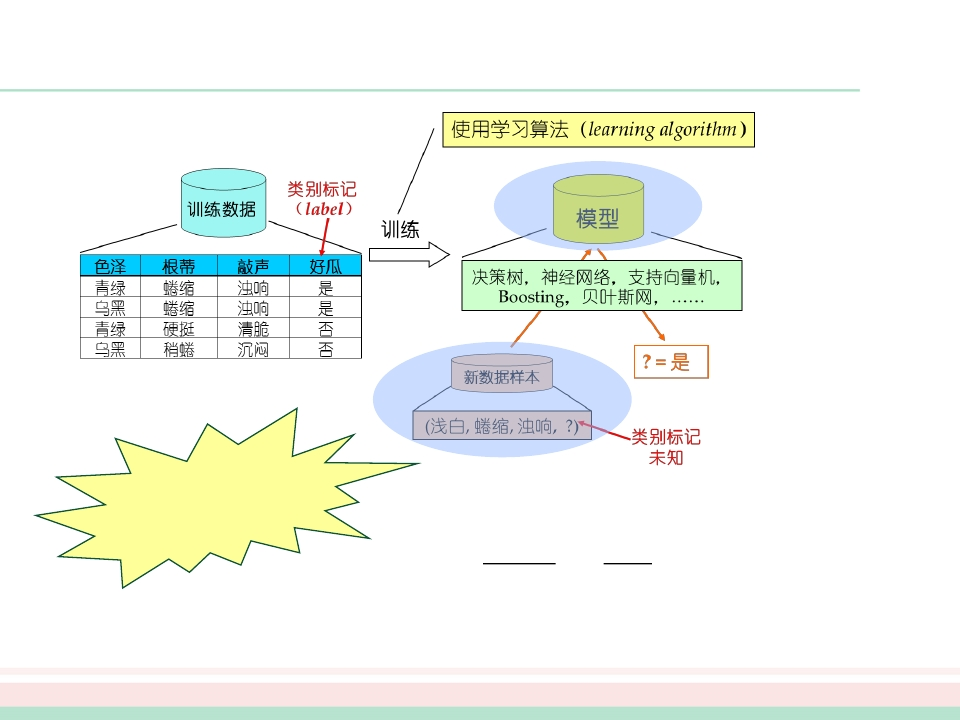 使用学习算法（learning algorithm）
训练数据
类别标记
（label）
训练
模型
色泽 根蒂 敲声 好瓜
青绿 蜷缩 浊响 是
乌黑 蜷缩 浊响 是
青绿 硬挺 清脆 否
乌黑 稍蜷 沉闷 否
决策树，神经网络，支持向量机，
Boosting，贝叶斯网，……
? = 是
新数据样本
(浅白, 蜷缩, 浊响, ?)
类别标记
未知